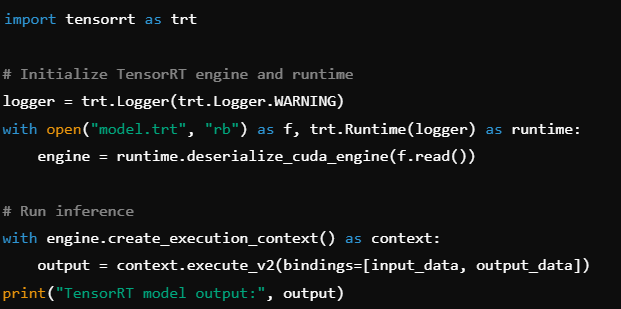 import tensorrt as trt
# Initialize TensorRT engine and runtime
logger = trt.Logger(trt.Logger.WARNING)
with open("model.trt", "rb") as f, trt.Runtime(logger) as runtime:
    engine = runtime.deserialize_cuda_engine(f.read())
# Run inference
with engine.create_execution_context() as context:
    output = context.execute_v2(bindings=[input_data, output_data])
print("TensorRT model output:", output)